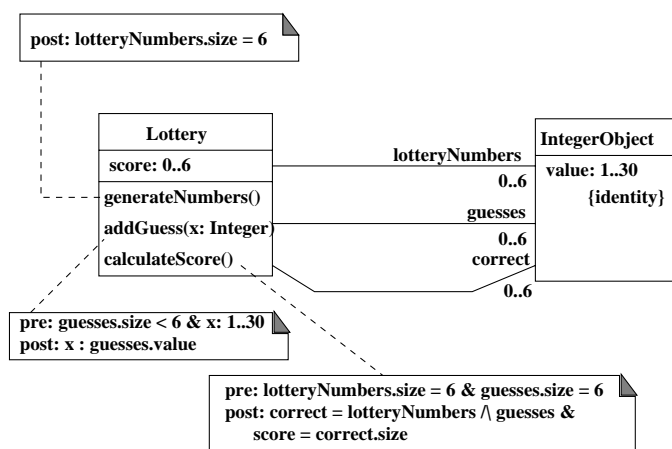 post: lotteryNumbers.size = 6
Lottery
score: 0..6
generateNumbers()
addGuess(x: Integer)
calculateScore()
lotteryNumbers
0..6
guesses
0..6
correct
0..6
IntegerObject
value: 1..30
{identity}
pre: guesses.size < 6 & x: 1..30
post: x : guesses.value
pre: lotteryNumbers.size = 6 & guesses.size = 6
post: correct = lotteryNumbers /\ guesses &
score = correct.size